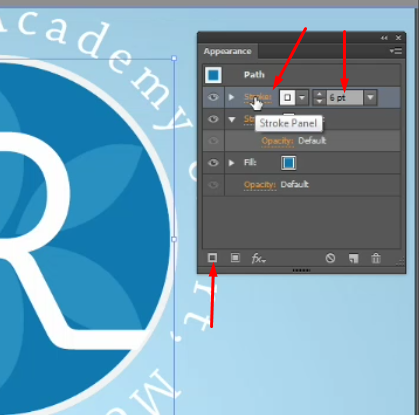 Academy
Appearance
Path
Stroke: 6 pt
Stroke Panel
Opacity: Default
Fill:
Opacity: Default
fx